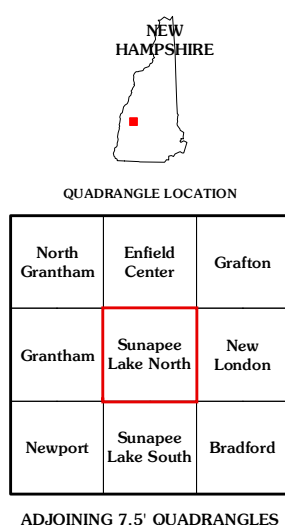 NEW
HAMPSHIRE
QUADRANGLE LOCATION
North
Grantham
Enfield
Center
Grafton
Grantham
Sunapee
Lake North
New
London
Newport
Sunapee
Lake South
Bradford
ADJOINING 7.5' QUADRANGLES